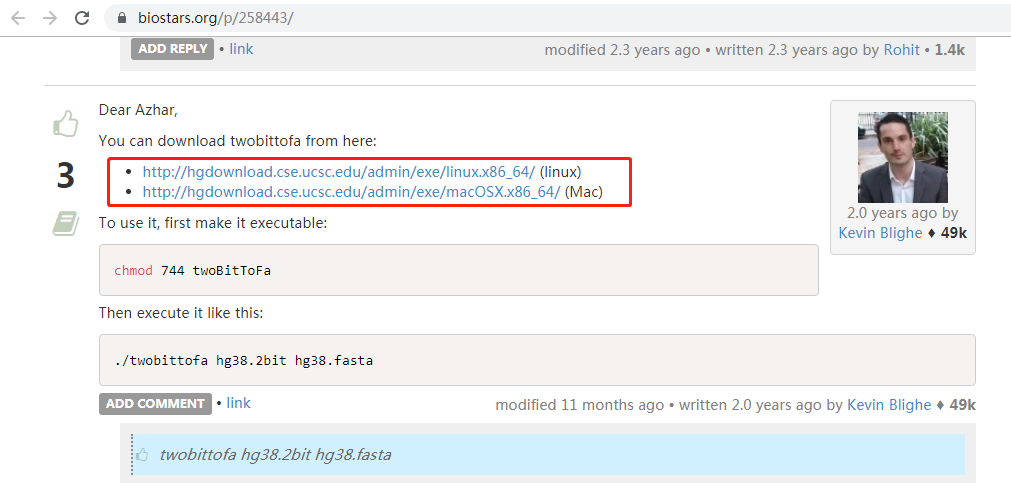 biostars.org/p/258443/
ADD REPLY • link
modified 2.3 years ago • written 2.3 years ago by Rohit • 1.4k
Dear Azhar,
You can download twobittofa from here:
• http://hgdownload.cse.ucsc.edu/admin/exe/linux.x86_64/ (linux)
3
• http://hgdownload.cse.ucsc.edu/admin/exe/macOSX.x86_64/ (Mac)
2.0 years ago by
To use it, first make it executable:
Kevin Blighe ♦ 49k
chmod 744 twoBitToFa
Then execute it like this:
./twobittofa hg38.2bit hg38.fasta
ADD COMMENT • link
modified 11 months ago • written 2.0 years ago by Kevin Blighe ♦ 49k
twobittofa hg38.2bit hg38.fasta